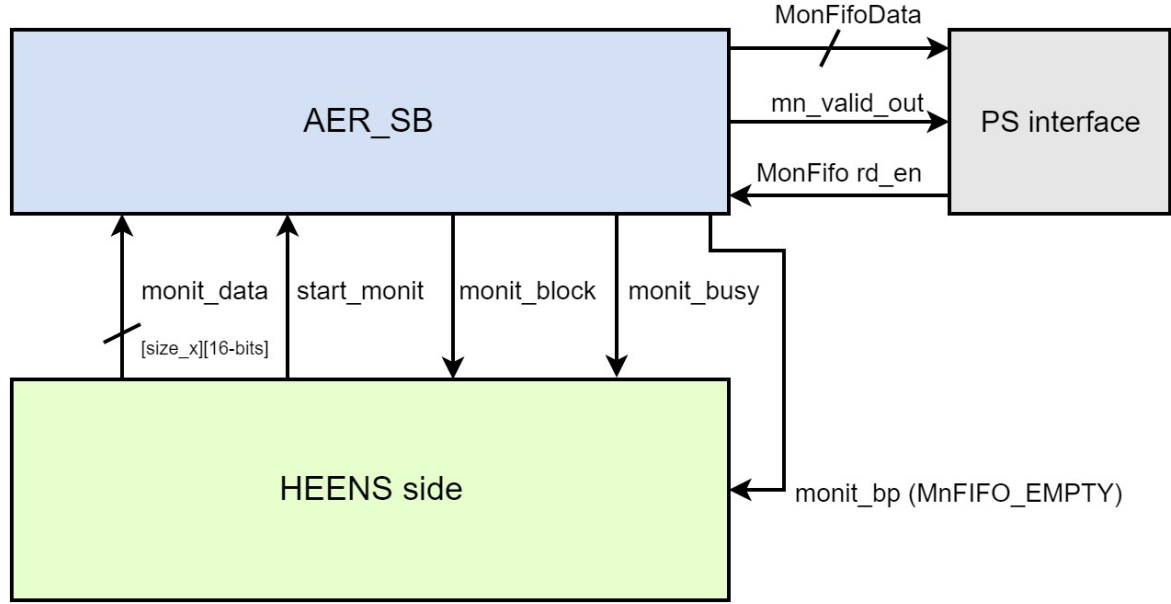 MonFifoData
AER_SB
mn_valid_out
PS interface
MonFifo rd_en
monit_data
start_monit
monit_block
monit_busy
[size_x][16-bits]
HEENS side
monit_bp (MnFIFO_EMPTY)